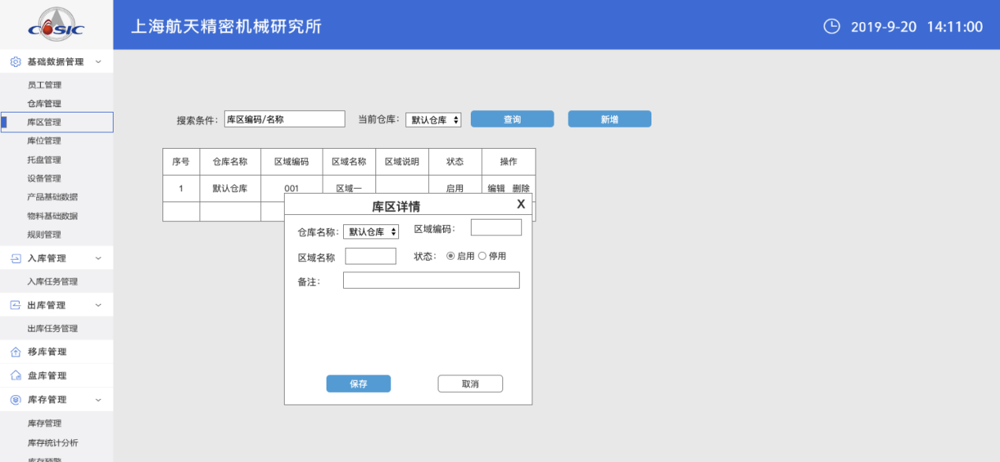 COSIC
上海航天精密机械研究所
2019-9-20 14:11:00
基础数据管理
员工管理
仓库管理
库区管理
库位管理
托盘管理
设备管理
产品基础数据
物料基础数据
规则管理
入库管理
入库任务管理
出库管理
出库任务管理
移库管理
盘库管理
库存管理
库存管理
库存统计分析
库存预警
搜索条件: 库区编码/名称 当前仓库: 默认仓库 查询 新增
序号 仓库名称 区域编码 区域名称 区域说明 状态 操作
1 默认仓库 001 区域一 启用 编辑 删除
库区详情 X
仓库名称: 默认仓库 区域编码:
区域名称 状态: 启用 停用
备注:
保存 取消